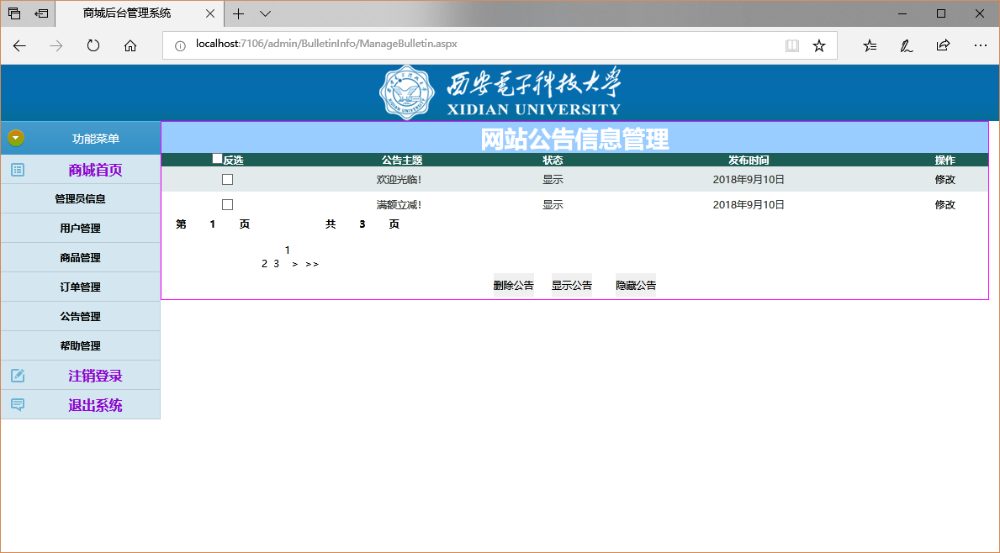 商城后台管理系统
localhost:7106/admin/BulletinInfo/ManageBulletin.aspx
西安電子科技大学
XIDIAN UNIVERSITY
功能菜单
商城首页
管理员信息
用户管理
商品管理
订单管理
公告管理
帮助管理
注销登录
退出系统
网站公告信息管理
反选 公告主题 状态 发布时间 操作
欢迎光临! 显示 2018年9月10日 修改
满额立减! 显示 2018年9月10日 修改
第 1 页 共 3 页
1
2 3 > >>
删除公告 显示公告 隐藏公告